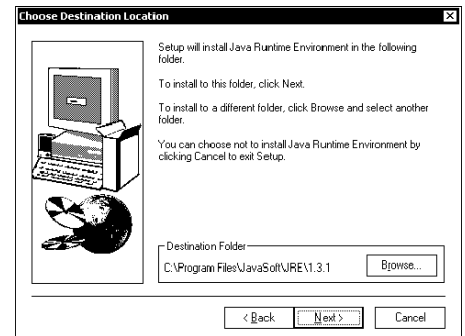 Choose Destination Location
Setup will install Java Runtime Environment in the following
folder.
To install to this folder, click Next.
To install to a different folder, click Browse and select another
folder.
You can choose not to install Java Runtime Environment by
clicking Cancel to exit Setup.
Destination Folder
C:\Program Files\JavaSoft\JRE\1.3.1
Browse...
< Back
Next >
Cancel